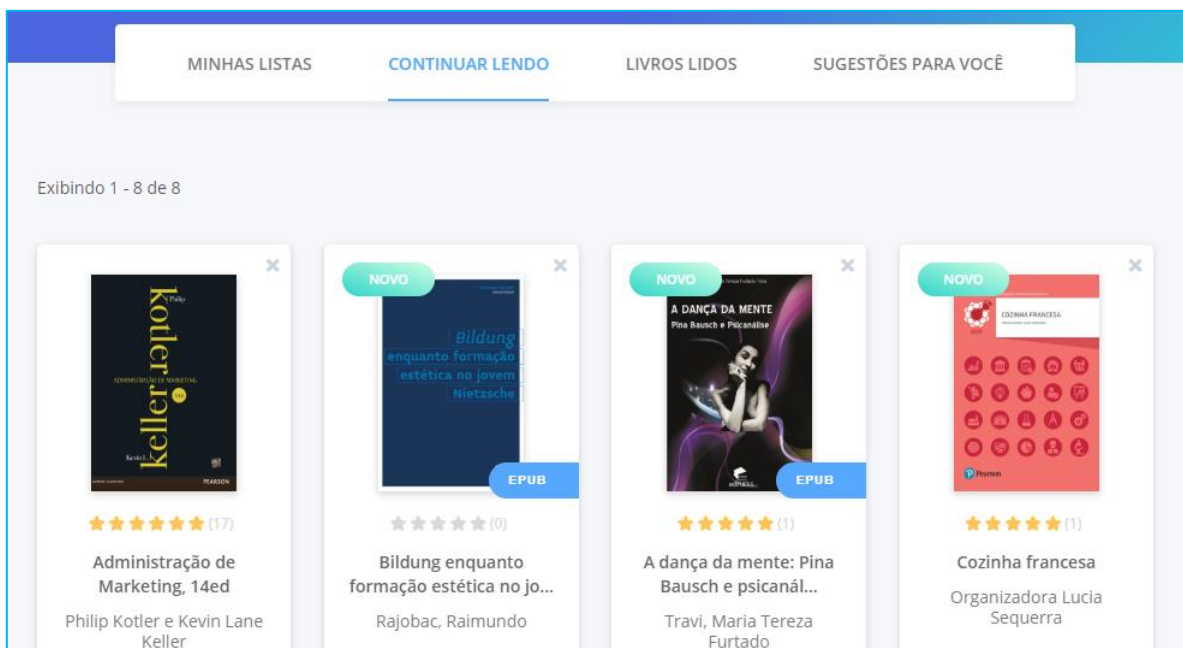 MINHAS LISTAS
CONTINUAR LENDO
LIVROS LIDOS
SUGESTÕES PARA VOCÊ
Exibindo 1 - 8 de 8
Philip
Kotler
ADMINISTRAÇÃO DE MARKETING
14e
Keller
Kevin L.
PEARSON
(17)
Administração de
Marketing, 14ed
Philip Kotler e Kevin Lane
Keller
NOVO
Bildung
enquanto formação
estética no jovem
Nietzsche
EPUB
(0)
Bildung enquanto
formação estética no jo...
Rajobac, Raimundo
NOVO
A DANÇA DA MENTE
Pina Bausch e Psicanálise
EPUB
(1)
A dança da mente: Pina
Bausch e psicanál...
Travi, Maria Tereza
Furtado
NOVO
COZINHA FRANCESA
Pearson
(1)
Cozinha francesa
Organizadora Lucia
Sequerra